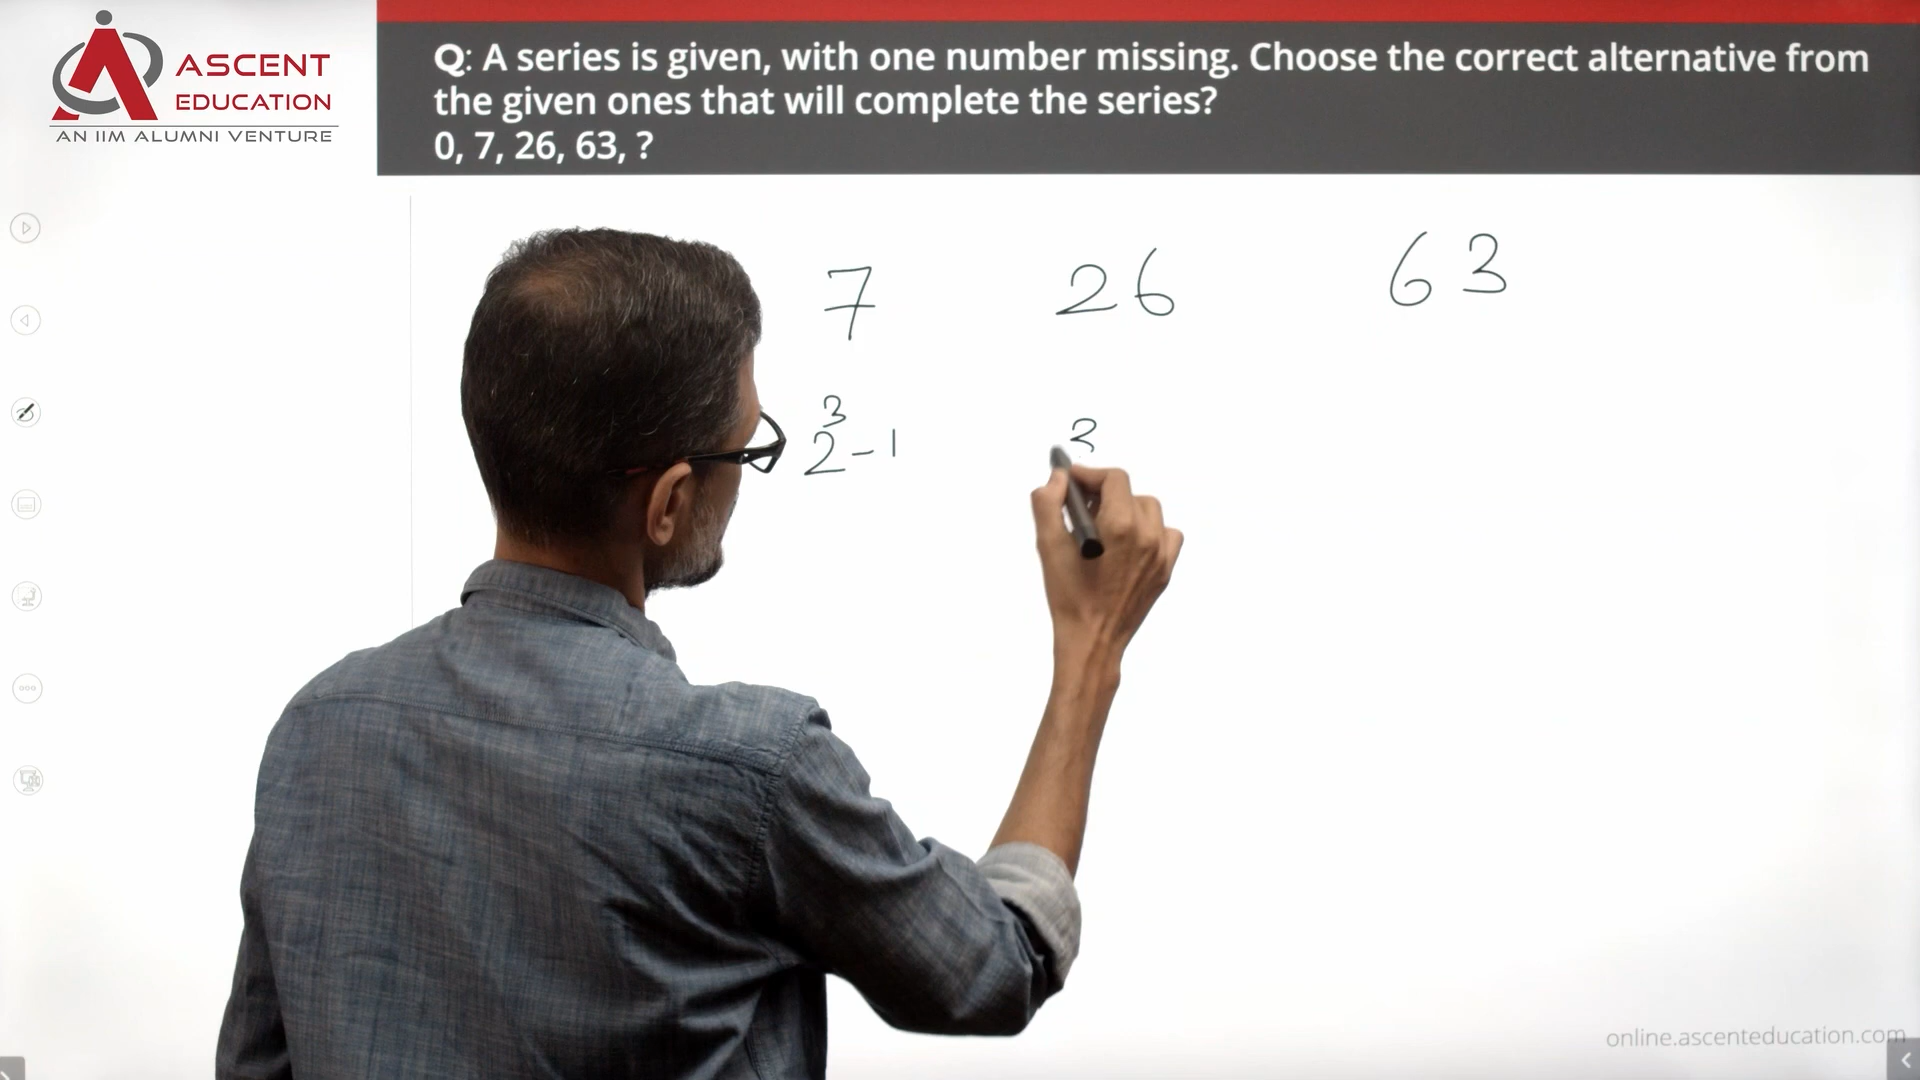 ASCENT
EDUCATION
AN IIM ALUMNI VENTURE
Q: A series is given, with one number missing. Choose the correct alternative from
the given ones that will complete the series?
0, 7, 26, 63, ?
7 26 63
2³-1 3
online.ascenteducation.com